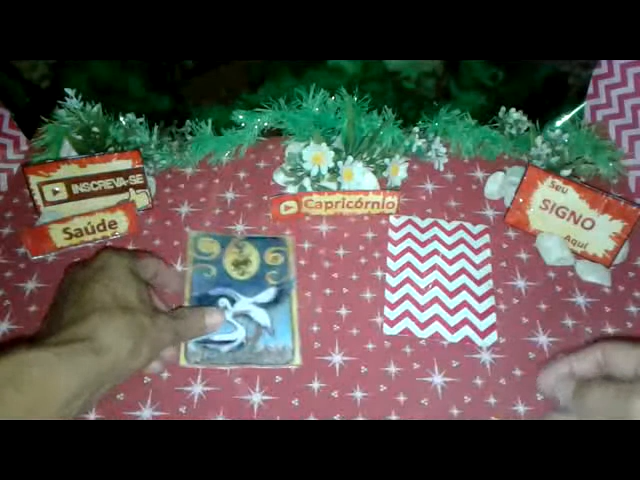 INSCREVA-SE
Saúde
Capricórnio
Seu
SIGNO
Aqui